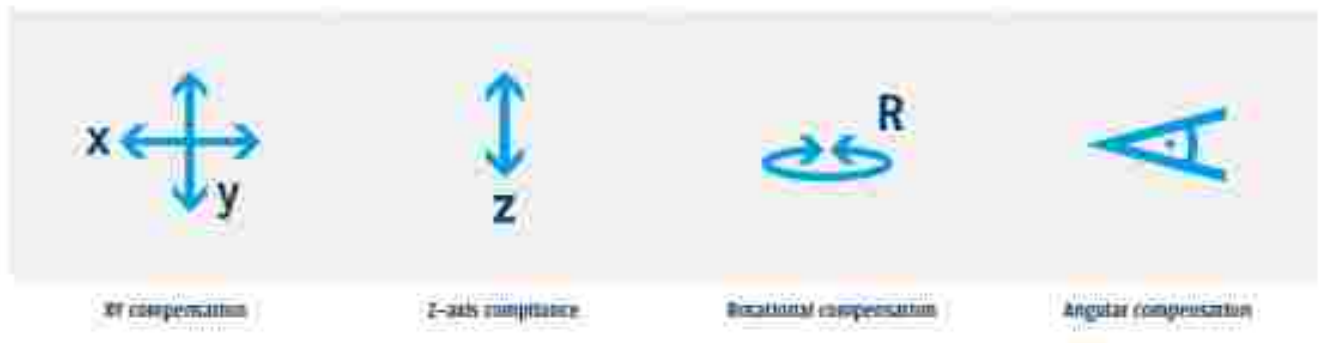 x
y
z
R
XY compensation
Z-axis compliance
Rotational compensation
Angular compensation